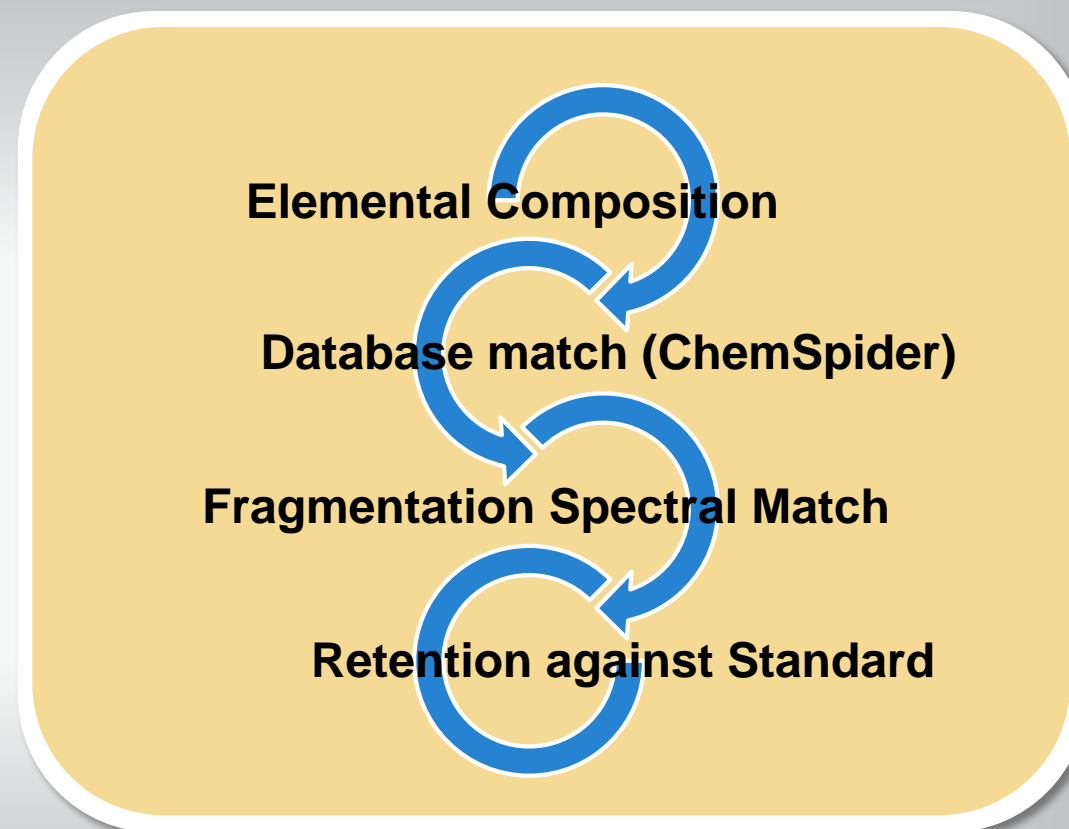 Elemental Composition
Database match (ChemSpider)
Fragmentation Spectral Match
Retention against Standard